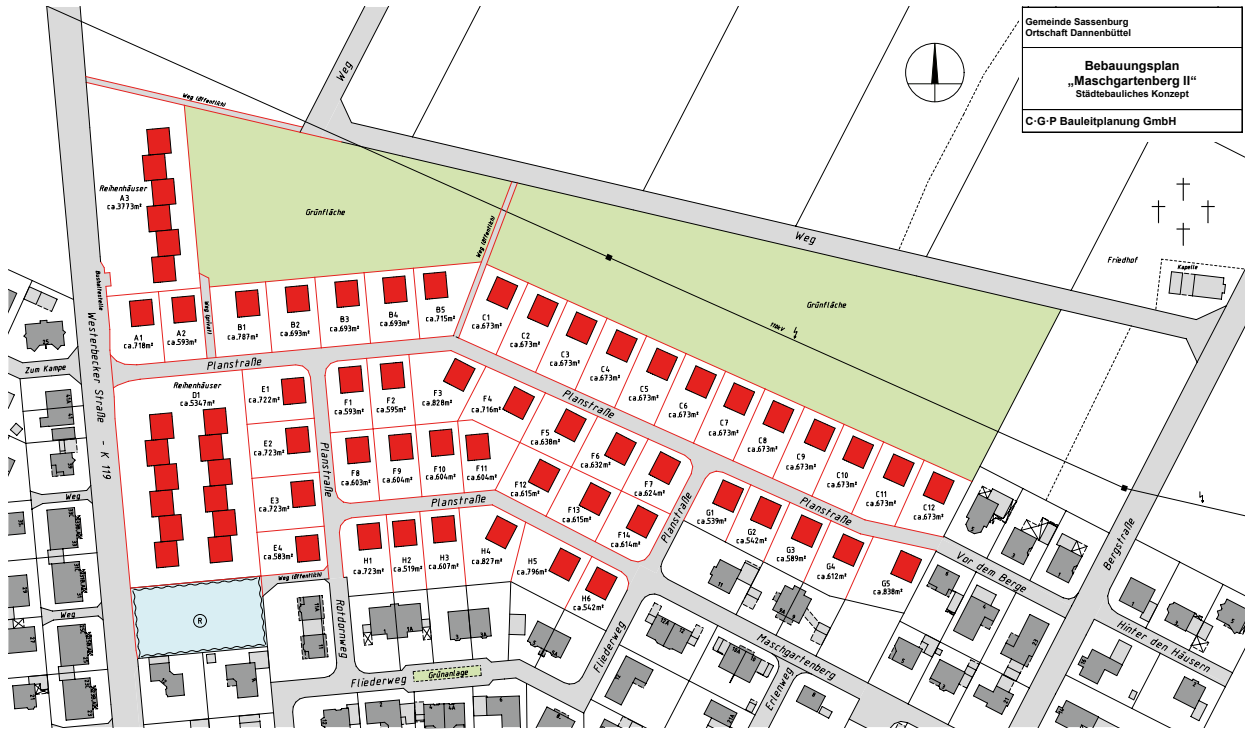 Gemeinde Sassenburg
Ortschaft Dannenbüttel
Bebauungsplan
„Maschgartenberg II“
Städtebauliches Konzept
C·G·P Bauleitplanung GmbH
Weg
Weg (öffentlich)
Reihenhäuser
A3
ca.3773m²
Grünfläche
Weg (öffentlich)
Weg
Grünfläche
110kV
Friedhof
Kapelle
Bushaltestelle
Weg (privat)
A1
ca.718m²
A2
ca.593m²
B1
ca.787m²
B2
ca.693m²
B3
ca.693m²
B4
ca.693m²
B5
ca.715m²
C1
ca.673m²
C2
ca.673m²
C3
ca.673m²
C4
ca.673m²
C5
ca.673m²
C6
ca.673m²
C7
ca.673m²
C8
ca.673m²
C9
ca.673m²
C10
ca.673m²
C11
ca.673m²
C12
ca.673m²
Westerbecker Straße - K 119
Zum Kampe
Weg
Weg
Planstraße
Planstraße
Planstraße
Planstraße
Planstraße
Planstraße
Reihenhäuser
D1
ca.5347m²
E1
ca.722m²
E2
ca.723m²
E3
ca.723m²
E4
ca.583m²
Weg (öffentlich)
F1
ca.593m²
F2
ca.595m²
F3
ca.828m²
F4
ca.716m²
F5
ca.638m²
F6
ca.632m²
F7
ca.624m²
F8
ca.603m²
F9
ca.604m²
F10
ca.604m²
F11
ca.604m²
F12
ca.615m²
F13
ca.615m²
F14
ca.614m²
G1
ca.539m²
G2
ca.542m²
G3
ca.589m²
G4
ca.612m²
G5
ca.838m²
H1
ca.723m²
H2
ca.519m²
H3
ca.607m²
H4
ca.827m²
H5
ca.796m²
H6
ca.542m²
R
Rotdornweg
Fliederweg
Grünanlage
Fliederweg
Maschgartenberg
Erlenweg
Vor dem Berge
Bergstraße
Hinter den Häusern